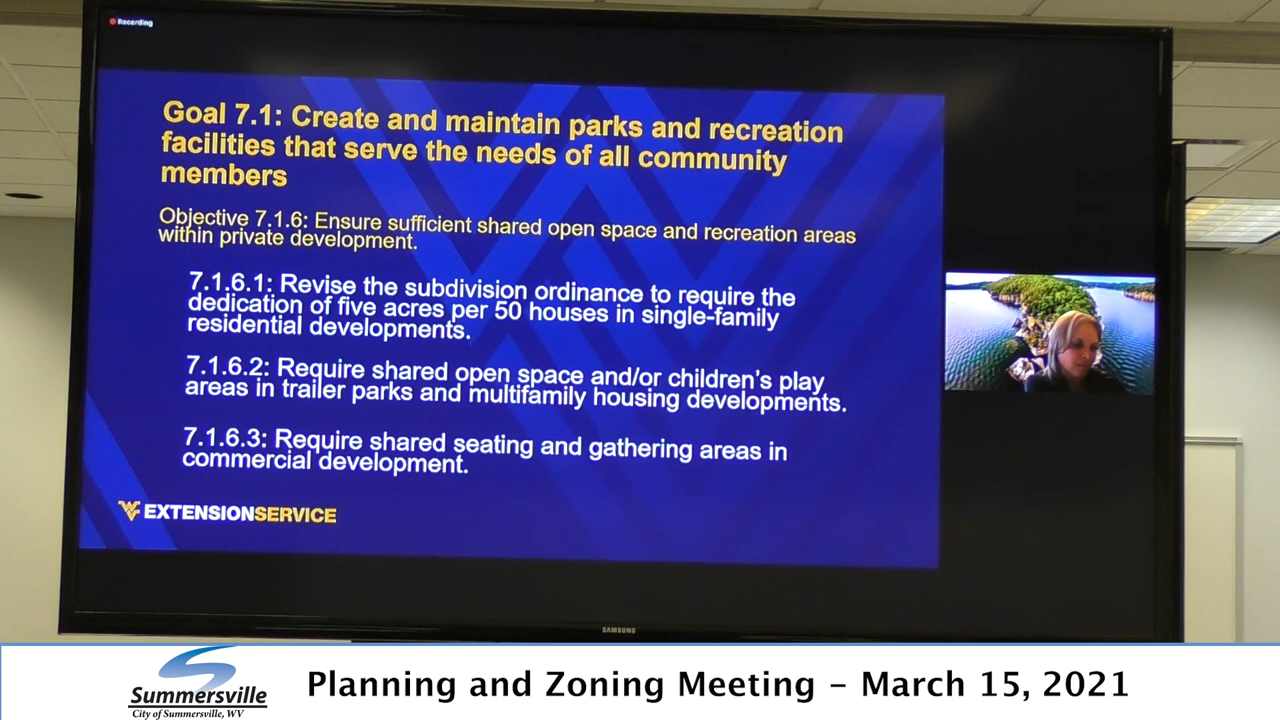 Recording
Goal 7.1: Create and maintain parks and recreation
facilities that serve the needs of all community
members
Objective 7.1.6: Ensure sufficient shared open space and recreation areas
within private development.
7.1.6.1: Revise the subdivision ordinance to require the
dedication of five acres per 50 houses in single-family
residential developments.
7.1.6.2: Require shared open space and/or children's play
areas in trailer parks and multifamily housing developments.
7.1.6.3: Require shared seating and gathering areas in
commercial development.
WV EXTENSIONSERVICE
SAMSUNG
Summersville
City of Summersville, WV
Planning and Zoning Meeting – March 15, 2021